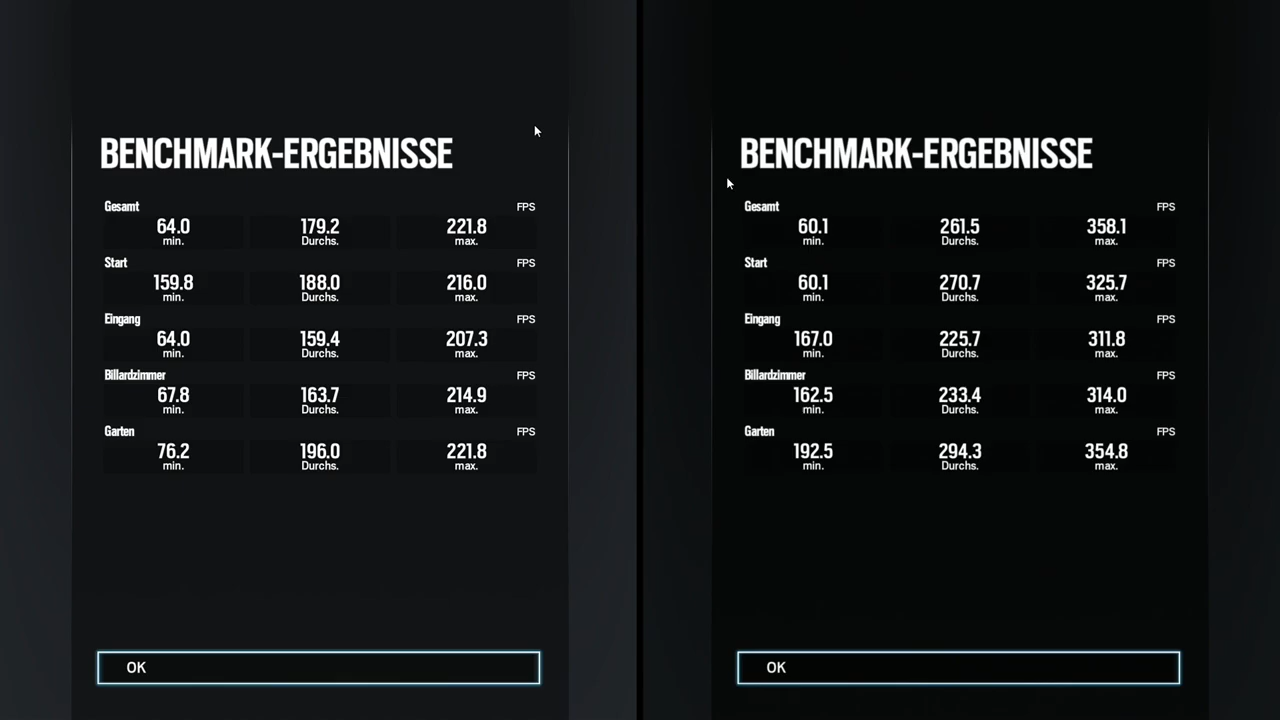 BENCHMARK-ERGEBNISSE
Gesamt FPS
64.0 179.2 221.8
min. Durchs. max.
Start FPS
159.8 188.0 216.0
min. Durchs. max.
Eingang FPS
64.0 159.4 207.3
min. Durchs. max.
Billardzimmer FPS
67.8 163.7 214.9
min. Durchs. max.
Garten FPS
76.2 196.0 221.8
min. Durchs. max.
OK
BENCHMARK-ERGEBNISSE
Gesamt FPS
60.1 261.5 358.1
min. Durchs. max.
Start FPS
60.1 270.7 325.7
min. Durchs. max.
Eingang FPS
167.0 225.7 311.8
min. Durchs. max.
Billardzimmer FPS
162.5 233.4 314.0
min. Durchs. max.
Garten FPS
192.5 294.3 354.8
min. Durchs. max.
OK